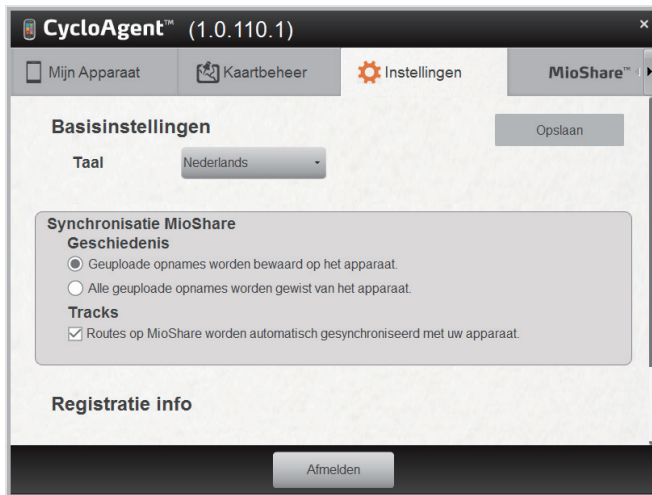 CycloAgent™ (1.0.110.1)
Mijn Apparaat
Kaartbeheer
Instellingen
MioShare™
Basisinstellingen
Opslaan
Taal
Nederlands
Synchronisatie MioShare
Geschiedenis
Geuploade opnames worden bewaard op het apparaat.
Alle geuploade opnames worden gewist van het apparaat.
Tracks
Routes op MioShare worden automatisch gesynchroniseerd met uw apparaat.
Registratie info
Afmelden